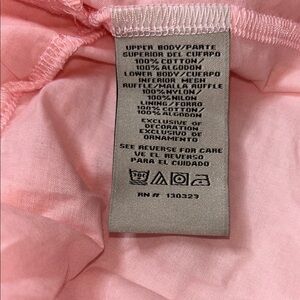 UPPER BODY/PARTE
SUPERIOR DEL CUERPO
100% COTTON/
100% ALGODON
LOWER BODY/CUERPO
INFERIOR MESH
RUFFLE/MALLA RUFFLE
100% NYLON/
100% NILON
LINING/FORRO
100% COTTON/
100% ALGODON
EXCLUSIVE OF
DECORATION
EXCLUSIVO DE
ORNAMENTO
SEE REVERSE FOR CARE
VE EL REVERSO
PARA EL CUIDADO
RN # 130329